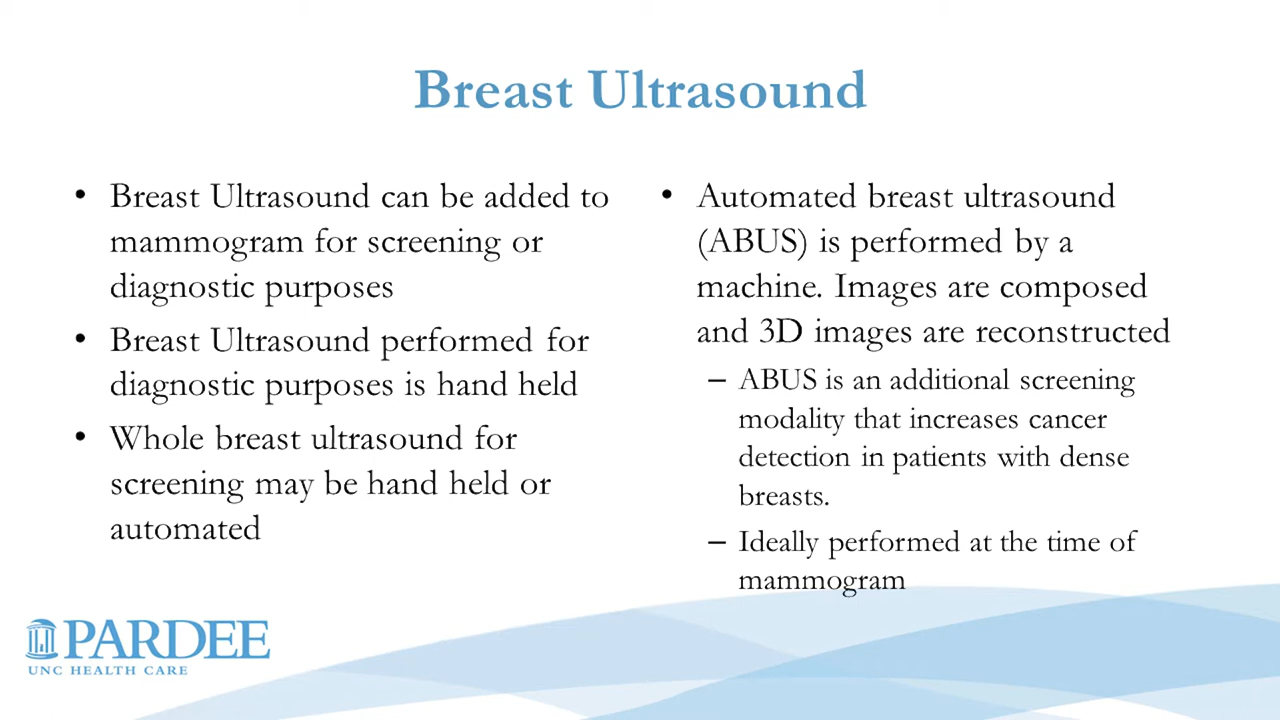 Breast Ultrasound
• Breast Ultrasound can be added to
mammogram for screening or
diagnostic purposes
• Breast Ultrasound performed for
diagnostic purposes is hand held
• Whole breast ultrasound for
screening may be hand held or
automated
• Automated breast ultrasound
(ABUS) is performed by a
machine. Images are composed
and 3D images are reconstructed
– ABUS is an additional screening
modality that increases cancer
detection in patients with dense
breasts.
– Ideally performed at the time of
mammogram
PARDEE
UNC HEALTH CARE